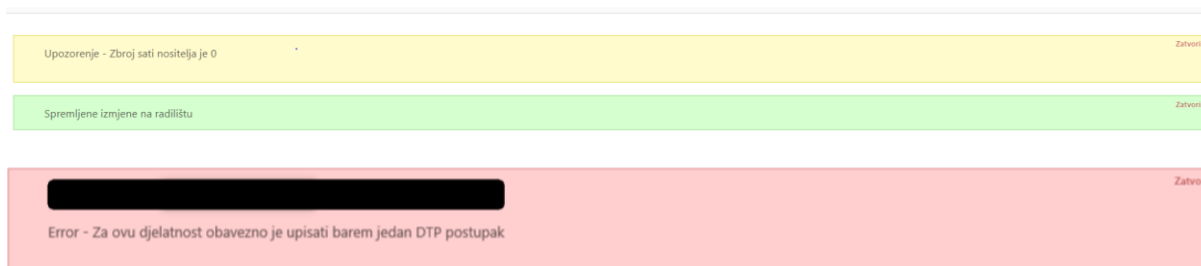 Zatvori
Upozorenje - Zbroj sati nositelja je 0
Zatvori
Spremljene izmjene na radilištu
Zatvo
Error - Za ovu djelatnost obavezno je upisati barem jedan DTP postupak